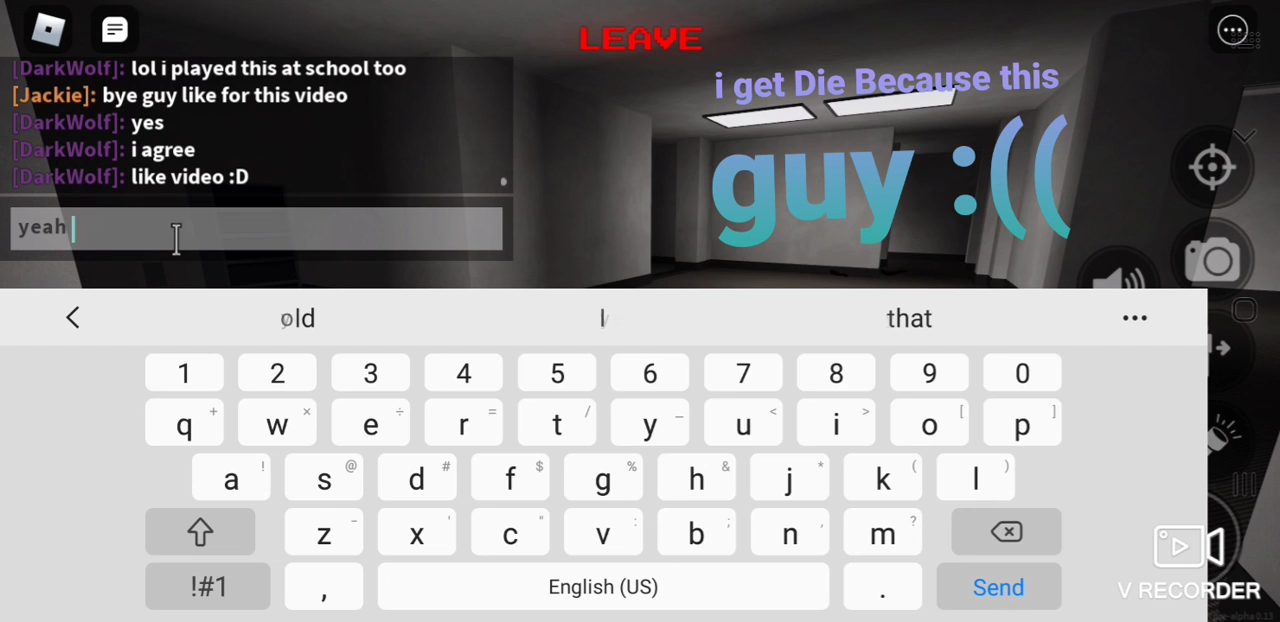 LEAVE
[DarkWolf]: lol i played this at school too
[Jackie]: bye guy like for this video
[DarkWolf]: yes
[DarkWolf]: i agree
[DarkWolf]: like video :D
yeah
i get Die Because this
guy :((
old I that
1 2 3 4 5 6 7 8 9 0
q + w × e ÷ r = t / y _ u < i > o [ p ]
a ! s @ d # f $ g % h & j * k ( l )
z - x ' c " v : b ; n , m ?
!#1 , English (US) . Send
V RECORDER